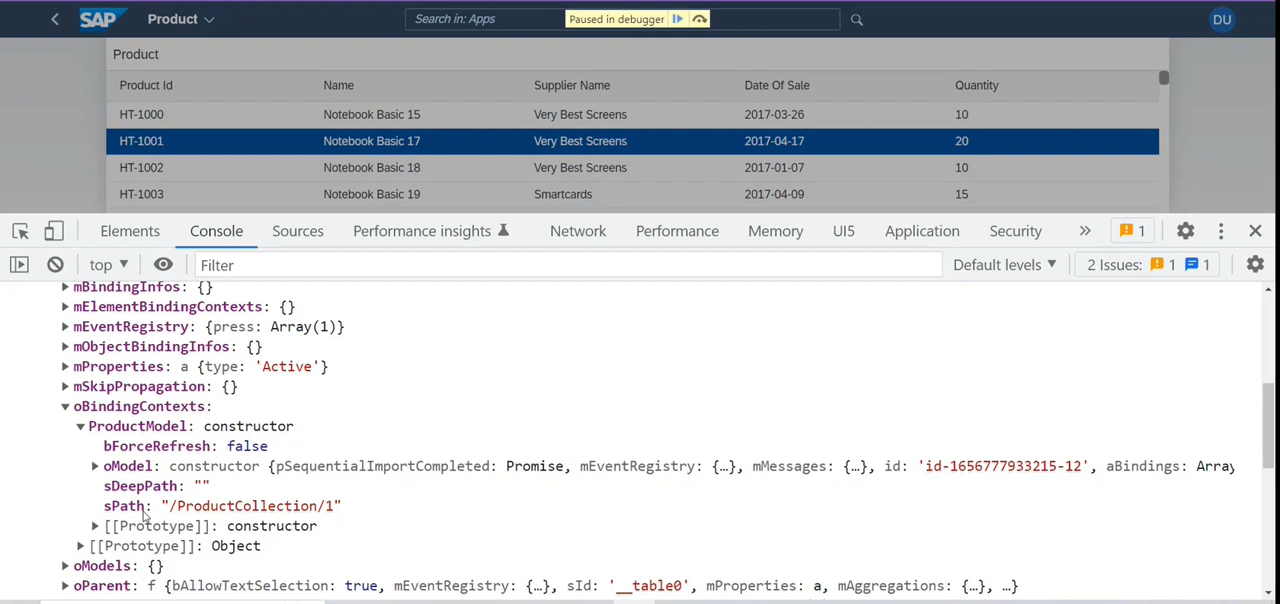 SAP Product Search in: Apps Paused in debugger DU
Product
Product Id Name Supplier Name Date Of Sale Quantity
HT-1000 Notebook Basic 15 Very Best Screens 2017-03-26 10
HT-1001 Notebook Basic 17 Very Best Screens 2017-04-17 20
HT-1002 Notebook Basic 18 Very Best Screens 2017-01-07 10
HT-1003 Notebook Basic 19 Smartcards 2017-04-09 15
Elements Console Sources Performance insights Network Performance Memory UI5 Application Security » 1
top ▼ Filter Default levels ▼ 2 Issues: 1 1
mBindingInfos: {}
mElementBindingContexts: {}
mEventRegistry: {press: Array(1)}
mObjectBindingInfos: {}
mProperties: a {type: 'Active'}
mSkipPropagation: {}
oBindingContexts:
ProductModel: constructor
bForceRefresh: false
oModel: constructor {pSequentialImportCompleted: Promise, mEventRegistry: {…}, mMessages: {…}, id: 'id-1656777933215-12', aBindings: Array
sDeepPath: ""
sPath: "/ProductCollection/1"
[[Prototype]]: constructor
[[Prototype]]: Object
oModels: {}
oParent: f {bAllowTextSelection: true, mEventRegistry: {…}, sId: '__table0', mProperties: a, mAggregations: {…}, …}